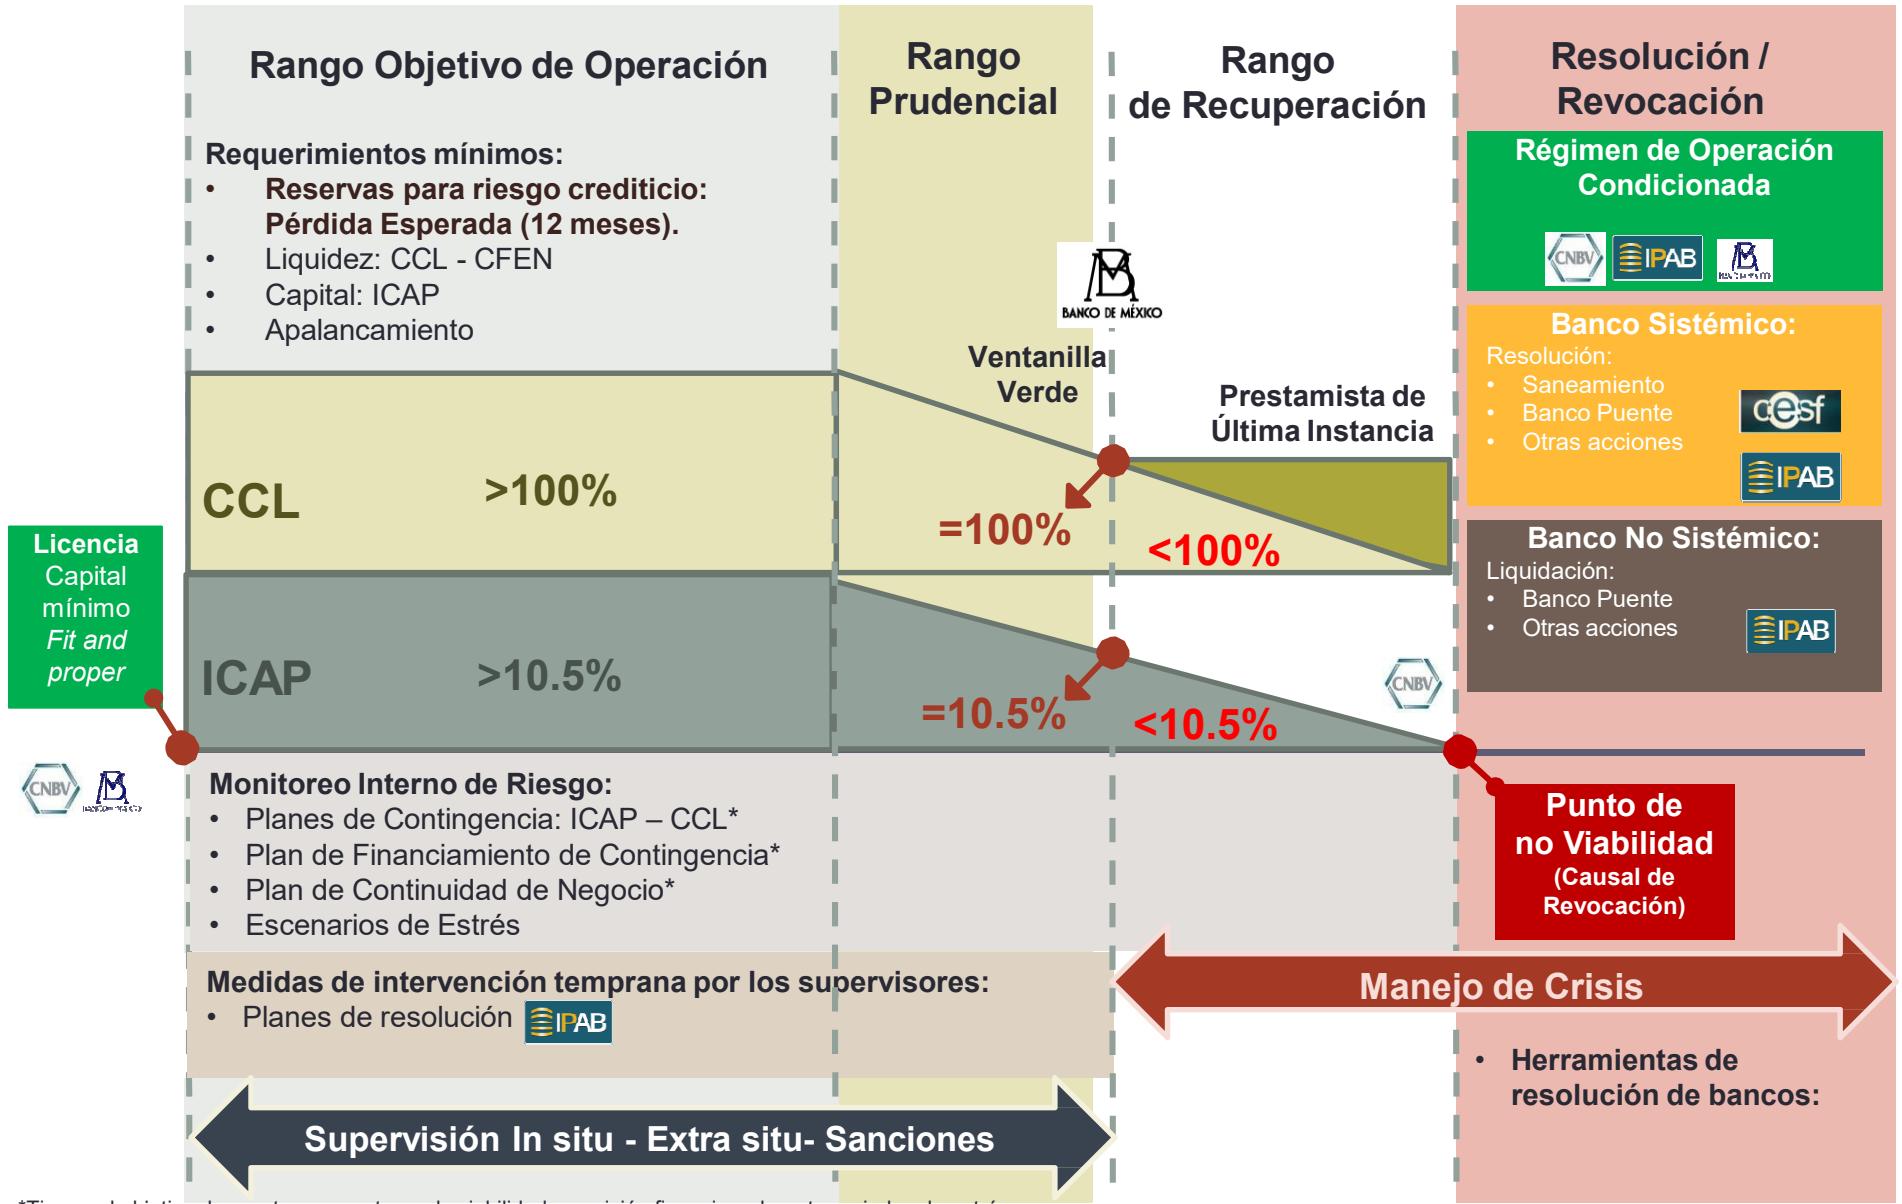 Rango Objetivo de Operación
Rango
Prudencial
Rango
de Recuperación
Resolución /
Revocación
Requerimientos mínimos:
• Reservas para riesgo crediticio:
Pérdida Esperada (12 meses).
• Liquidez: CCL - CFEN
• Capital: ICAP
• Apalancamiento
BANCO DE MÉXICO
Ventanilla
Verde
Prestamista de
Última Instancia
Régimen de Operación
Condicionada
CNBV
IPAB
Banco Sistémico:
Resolución:
• Saneamiento
• Banco Puente
• Otras acciones
cesf
IPAB
Banco No Sistémico:
Liquidación:
• Banco Puente
• Otras acciones
IPAB
CCL
>100%
=100%
<100%
Licencia
Capital
mínimo
Fit and
proper
ICAP
>10.5%
=10.5%
<10.5%
CNBV
CNBV
Monitoreo Interno de Riesgo:
• Planes de Contingencia: ICAP – CCL*
• Plan de Financiamiento de Contingencia*
• Plan de Continuidad de Negocio*
• Escenarios de Estrés
Punto de
no Viabilidad
(Causal de
Revocación)
Medidas de intervención temprana por los supervisores:
• Planes de resolución
IPAB
Manejo de Crisis
• Herramientas de
resolución de bancos:
Supervisión In situ - Extra situ- Sanciones